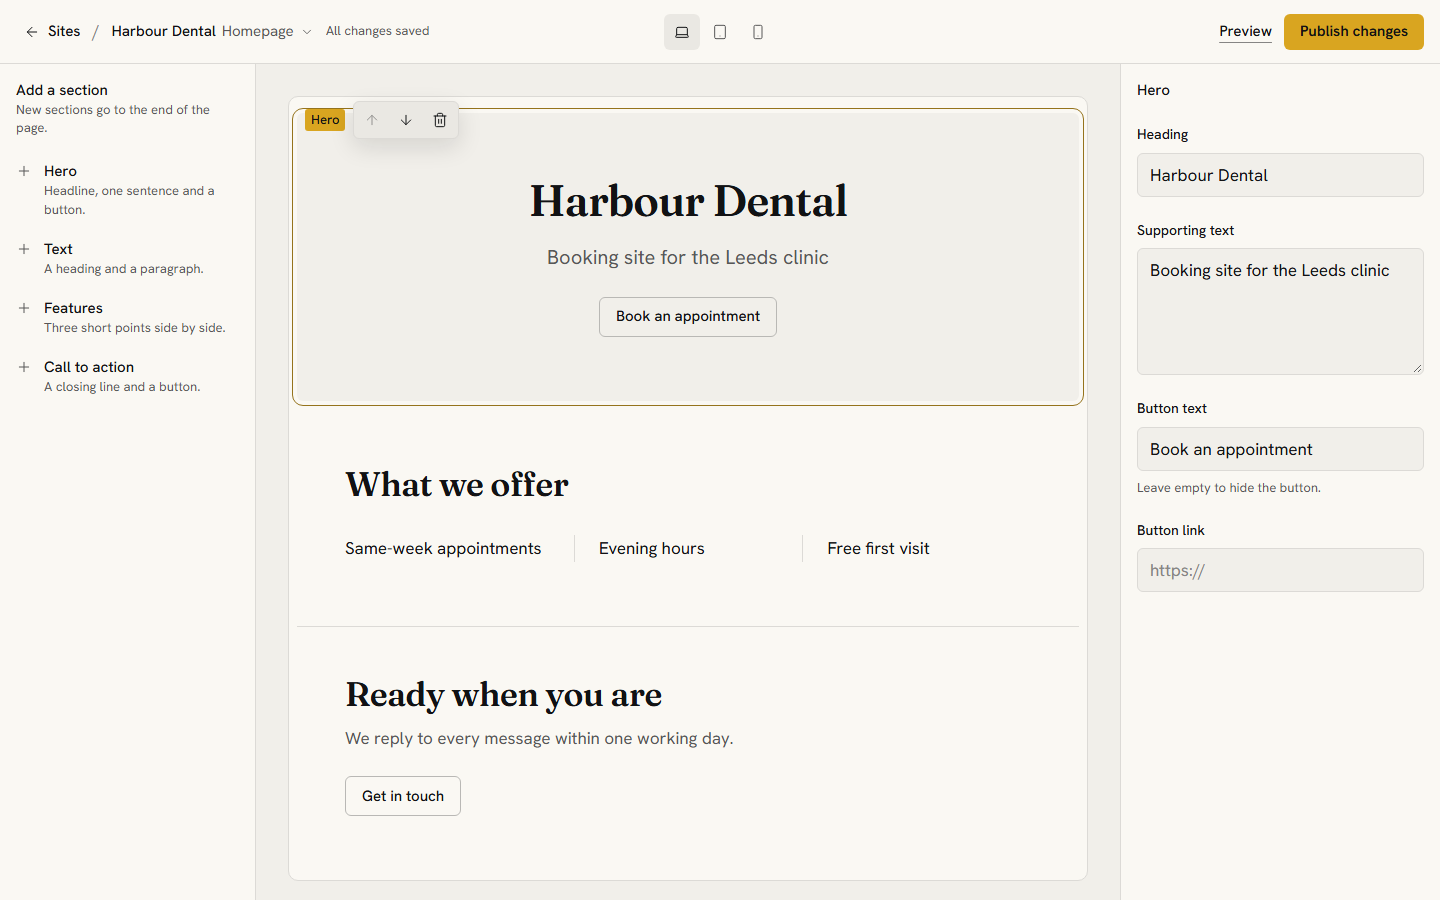 Sites / Harbour Dental Homepage All changes saved
Preview
Publish changes
Add a section
New sections go to the end of the
page.
Hero
Headline, one sentence and a
button.
Text
A heading and a paragraph.
Features
Three short points side by side.
Call to action
A closing line and a button.
Hero
Harbour Dental
Booking site for the Leeds clinic
Book an appointment
What we offer
Same-week appointments
Evening hours
Free first visit
Ready when you are
We reply to every message within one working day.
Get in touch
Hero
Heading
Harbour Dental
Supporting text
Booking site for the Leeds clinic
Button text
Book an appointment
Leave empty to hide the button.
Button link
https://